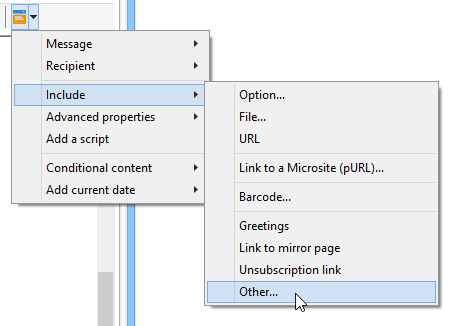 Message
Recipient
Include
Advanced properties
Add a script
Conditional content
Add current date
Option...
File...
URL
Link to a Microsite (pURL)...
Barcode...
Greetings
Link to mirror page
Unsubscription link
Other...